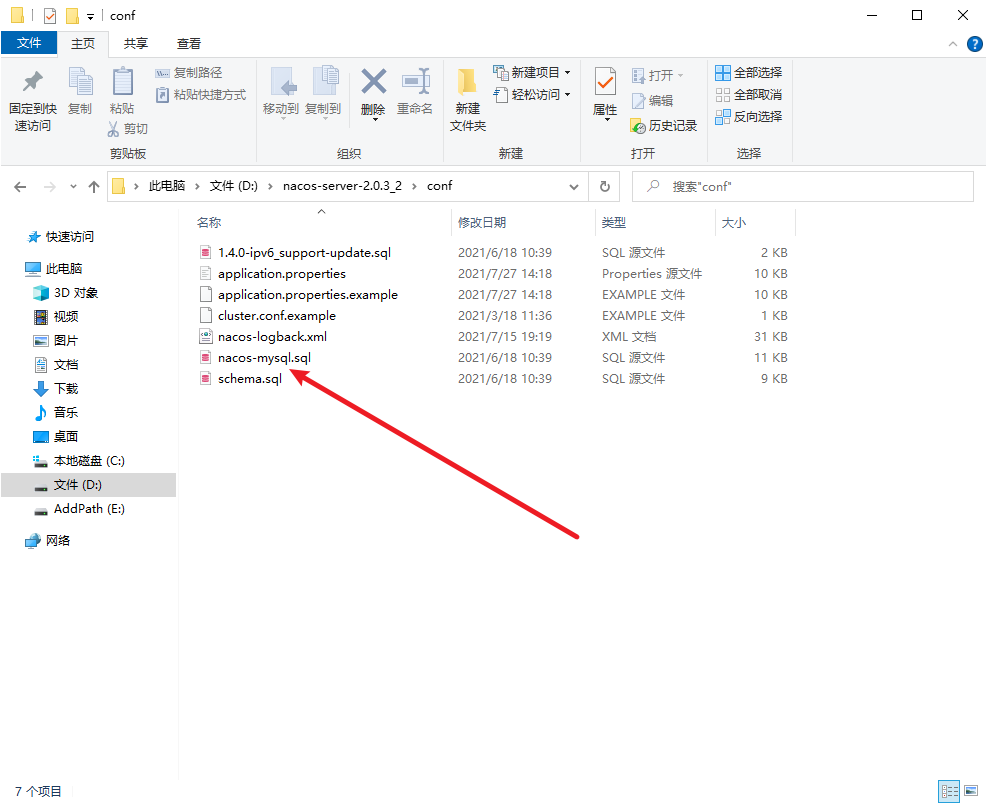 conf
文件 主页 共享 查看
固定到快速访问
复制
粘贴
复制路径
粘贴快捷方式
剪切
剪贴板
移动到
复制到
删除
重命名
组织
新建文件夹
新建项目
轻松访问
新建
属性
打开
编辑
历史记录
打开
全部选择
全部取消
反向选择
选择
此电脑 文件 (D:) nacos-server-2.0.3_2 conf
搜索"conf"
快速访问
此电脑
3D 对象
视频
图片
文档
下载
音乐
桌面
本地磁盘 (C:)
文件 (D:)
AddPath (E:)
网络
名称 修改日期 类型 大小
1.4.0-ipv6_support-update.sql 2021/6/18 10:39 SQL 源文件 2 KB
application.properties 2021/7/27 14:18 Properties 源文件 10 KB
application.properties.example 2021/7/27 14:18 EXAMPLE 文件 10 KB
cluster.conf.example 2021/3/18 11:36 EXAMPLE 文件 1 KB
nacos-logback.xml 2021/7/15 19:19 XML 文档 31 KB
nacos-mysql.sql 2021/6/18 10:39 SQL 源文件 11 KB
schema.sql 2021/6/18 10:39 SQL 源文件 9 KB
7 个项目